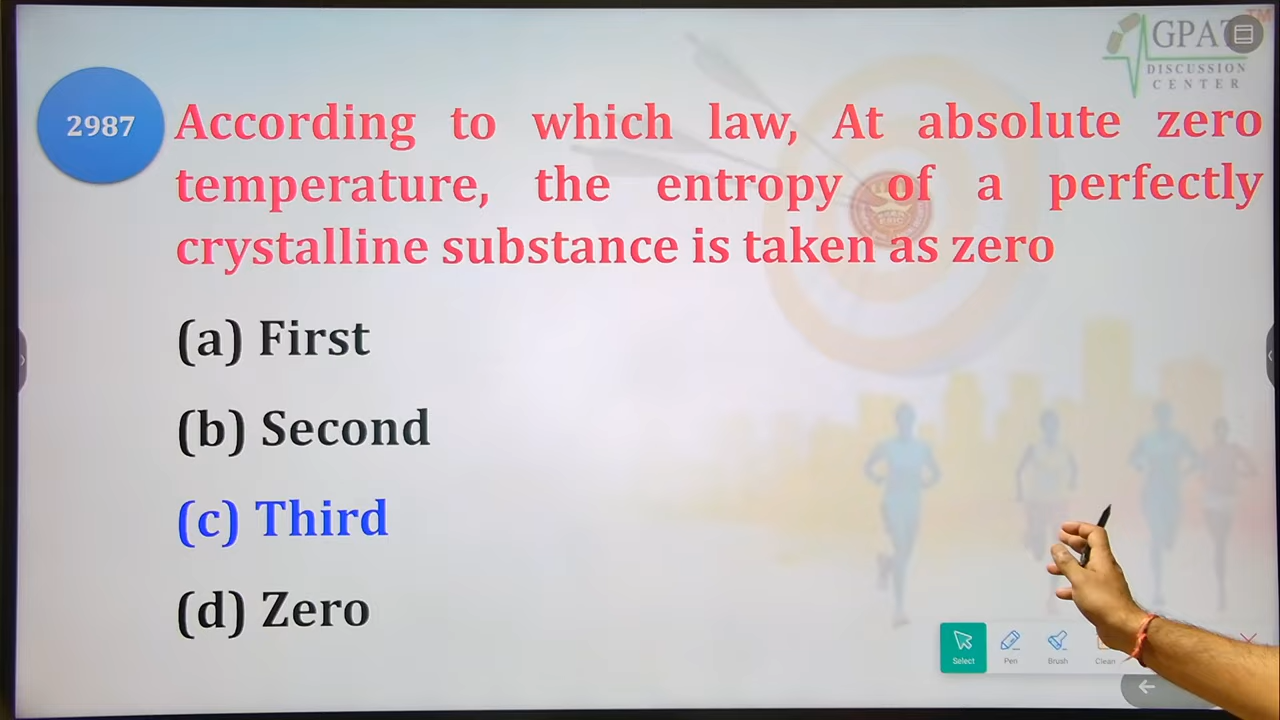 GPAT
TM
DISCUSSION
CENTER
2987
According to which law, At absolute zero
temperature, the entropy of a perfectly
crystalline substance is taken as zero
(a) First
(b) Second
(c) Third
(d) Zero
Select
Pen
Brush
Clean